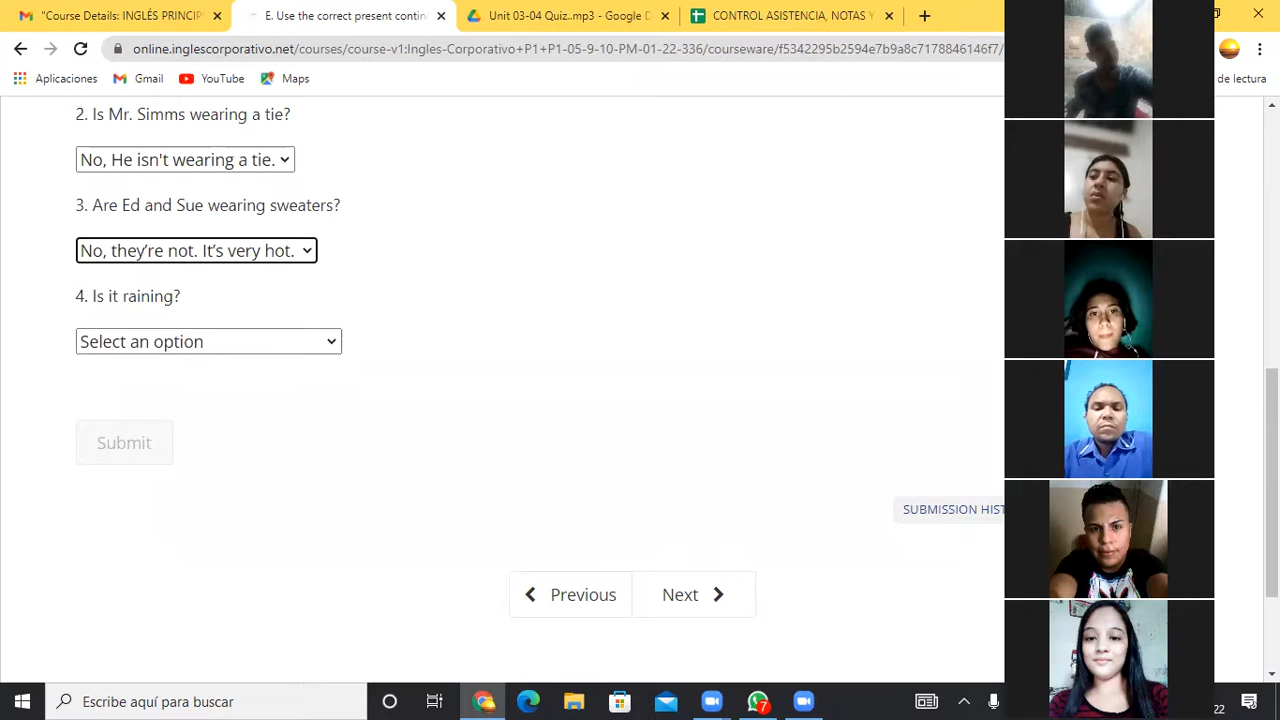 "Course Details: INGLÉS PRINCIPI
E. Use the correct present contin
Unit 03-04 Quiz..mp3 - Google D
CONTROL ASISTENCIA, NOTAS Y
online.inglescorporativo.net/courses/course-v1:Ingles-Corporativo+P1+P1-05-9-10-PM-01-22-336/courseware/f5342295b2594e7b9a8c7178846146f7/
Aplicaciones
Gmail
YouTube
Maps
de lectura
2. Is Mr. Simms wearing a tie?
No, He isn't wearing a tie.
3. Are Ed and Sue wearing sweaters?
No, they’re not. It’s very hot.
4. Is it raining?
Select an option
Submit
SUBMISSION HIST
Previous
Next
Escribe aquí para buscar
7
22